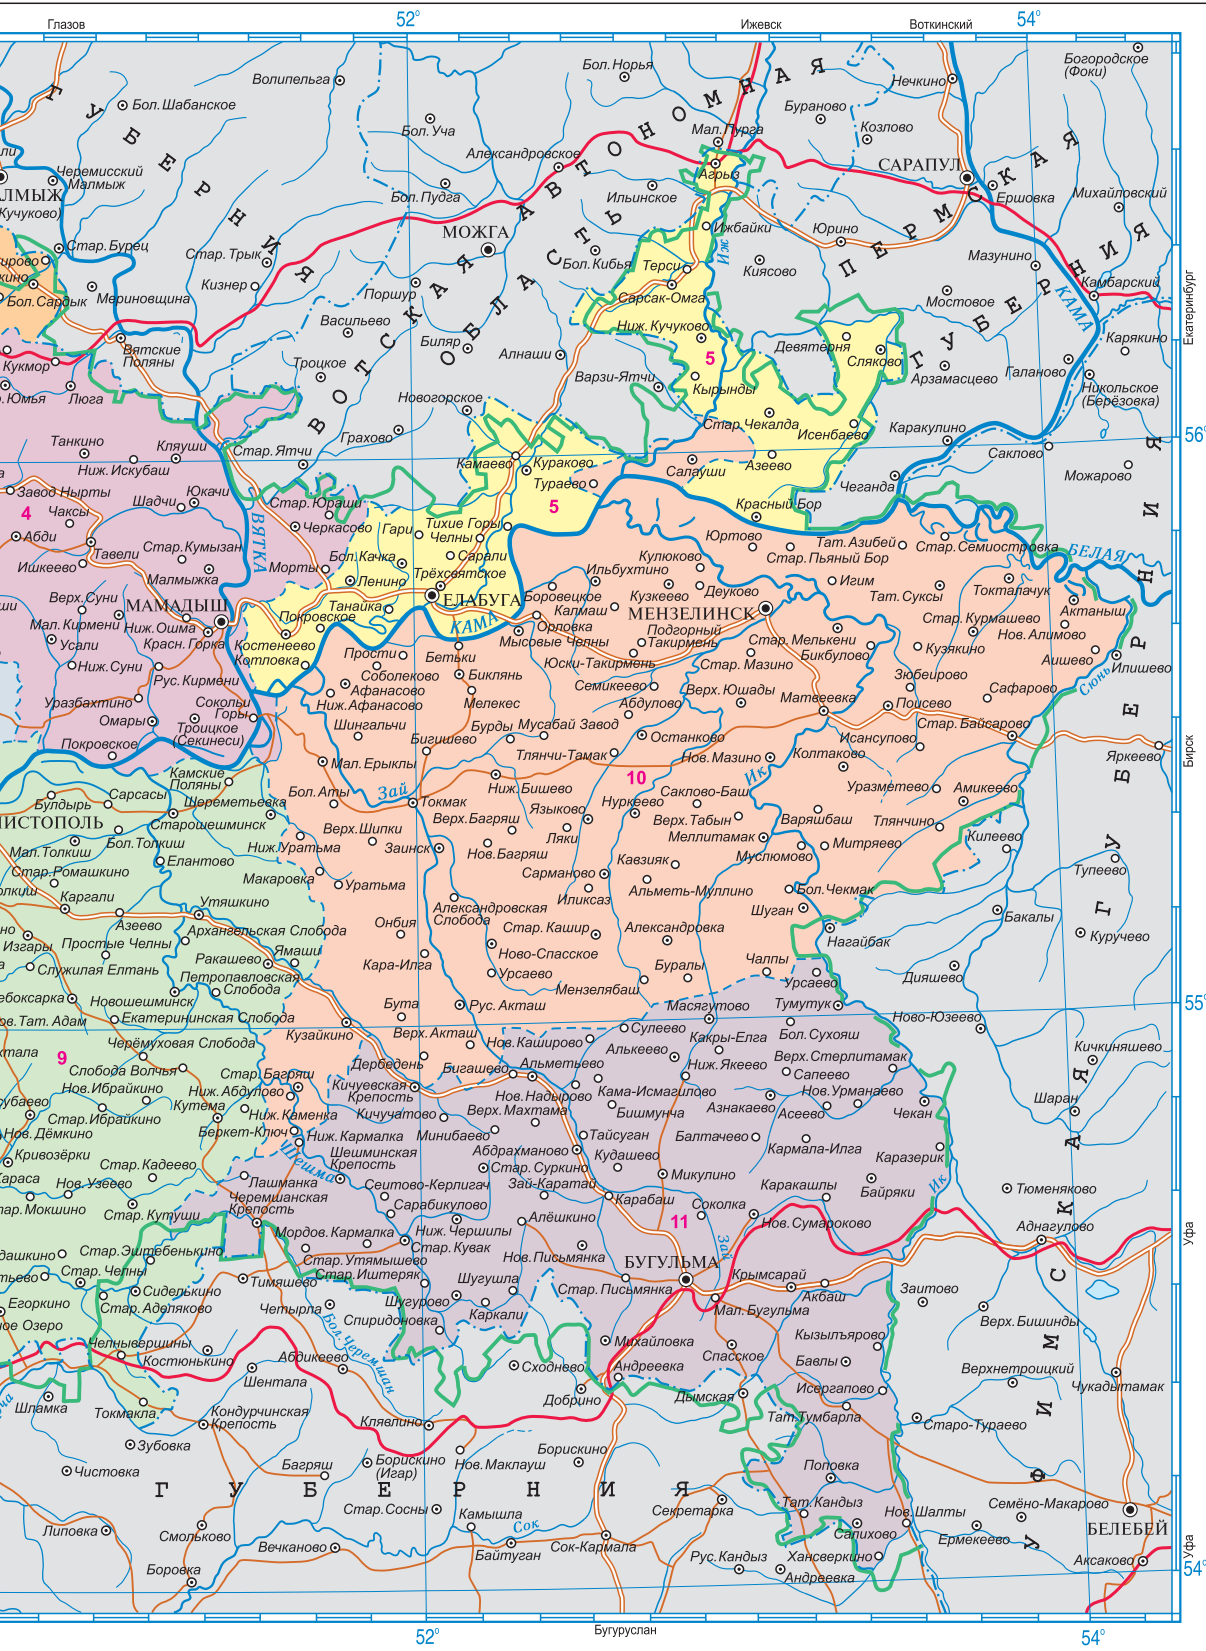 Глазов
52°
Ижевск
Воткинский
54°
Богородское
(Фоки)
Бол.Норья
Волипельга
Нечкино
Бол.Шабанское
Бураново
Козлово
Бол.Уча
Мал.Пурга
Александровское
САРАПУЛ
Черемисский
Малмыж
АЛМЫЖ
Кучуково)
Агрыз
Ершовка
Михайловский
Бол.Пудга
Ильинское
МОЖГА
Ижбайки
Юрино
Стар.Бурец
Стар.Трык
Бол.Кибья
Терси
Киясово
Мазунино
ГУБЕРНИЯ
ВОТСКАЯ АВТОНОМНАЯ
ОБЛАСТЬ
ПЕРМСКАЯ
ГУБЕРНИЯ
Иж
КАМА
Камбарский
Екатеринбург
Бол.Сардык
Мериновщина
Кизнер
Поршур
Сарсак-Омга
Мостовое
Васильево
Ниж.Кучуково
Биляр
Алнаши
Девятерня
Сляково
Карякино
Вятские
Поляны
Кукмор
Троцкое
Варзи-Ятчи
5
Кырынды
Арзамасцево
Галаново
Никольское
(Берёзовка)
Люга
Новогорское
Грахово
Стар.Чекалда
Исенбаево
Каракулино
56°
Танкино
Кляуши
Стар.Ятчи
Ниж.Искубаш
Камаево
Кураково
Тураево
Салауши
Азеево
Чеганда
Саклово
Можарово
Завод Нырты
Юкачи
Шадчи
Чаксы
4
Абди
Тавели
Ишкеево
Стар.Юраши
Черкасово
Гари
Тихие Горы
Челны
5
Красный Бор
Юртово
Тат.Азибей
Стар.Семиостровка
Стар.Пьяный Бор
БЕЛАЯ
ВЯТКА
Стар.Кумызан
Малмыжка
Морты
Бол.Качка
Ленино
Сарали
Трёхсвятское
Кулюково
Ильбухтино
Кузкеево
Деуково
Игим
Тат.Суксы
Токталачук
Актаныш
Верх.Суни
МАМАДЫШ
Мал.Кирмени
Ниж.Ошма
Красн.Горка
Усали
Ниж.Суни
Рус.Кирмени
Танайка
Покровское
Костенеево
Котловка
ЕЛАБУГА
КАМА
Боровецкое
Калмаш
Орловка
Мысовые Челны
МЕНЗЕЛИНСК
Подгорный
Такирмень
Юски-Такирмень
Стар.Мелькени
Бикбулово
Стар.Мазино
Стар.Курмашево
Нов.Алимово
Кузякино
Аишево
Илишево
Прости
Бетьки
Соболеково
Афанасово
Ниж.Афанасово
Биклянь
Мелекес
Семикеево
Абдулово
Верх.Юшады
Матвеевка
Зюбеирово
Поисево
Сафарово
Стар.Байсарово
Сюнь
Уразбахтино
Омары
Сокольи
Горы
Троицкое
(Секинеси)
Покровское
Шингальчи
Бигишево
Бурды
Мусабай Завод
Останково
Тлянчи-Тамак
Нов.Мазино
Исансупово
Колтаково
Яркеево
Бирск
Камские
Поляны
Мал.Ерыклы
Зай
Токмак
Ниж.Бишево
10
Ик
Уразметево
Амикеево
Булдырь
Сарсасы
Шереметьевка
Бол.Аты
Верх.Багряш
Языково
Нуркеево
Саклов-Баш
Верх.Табын
Варяшбаш
Тлянчино
Килеево
ЧИСТОПОЛЬ
Старошешминск
Мал.Толкиш
Бол.Толкиш
Елантово
Ниж.Уратьма
Верх.Шипки
Заинск
Нов.Багряш
Ляки
Меллитамак
Муслюмово
Митряево
Стар.Ромашкино
Макаровка
Уратьма
Сарманово
Кавзияк
Альметь-Муллино
Бол.Чекмак
Тупеево
Каргали
Азеево
Утяшкино
Архангельская Слобода
Онбия
Александровская
Слобода
Иликсаз
Стар.Кашир
Александровка
Шуган
Нагайбак
Бакалы
Куручево
Изгары
Простые Челны
Ямаши
Ракашево
Кара-Илга
Ново-Спасское
Урсаево
Мензелябаш
Буралы
Чалпы
Урсаево
Дияшево
Служилая Елтань
Петропавловская
Слобода
Новошешминск
Екатерининская Слобода
Бута
Рус.Акташ
Масягутово
Тумутук
Ново-Юзеево
55°
Черёмуховая Слобода
Кузайкино
Верх.Акташ
Нов.Каширово
Сулеево
Какры-Елга
Бол.Сухояш
Кичкиняшево
9
Слобода Волчья
Нов.Ибрайкино
Стар.Багряш
Ниж.Абдулово
Дербедень
Бигашево
Альметьево
Алькеево
Ниж.Якеево
Верх.Стерлитамак
Сапеево
Стар.Ибрайкино
Кутема
Ниж.Каменка
Кичуевская
Крепость
Нов.Надырово
Верх.Махтама
Кама-Исмагилово
Бишмунча
Азнакаево
Нов.Урманаево
Асеево
Чекан
Шаран
Нов.Дёмкино
Беркет-Ключ
Кичучатово
Минибаево
Тайсуган
Балтачево
Кривозёрки
Стар.Кадеево
Шешма
Ниж.Кармалка
Шешминская
Крепость
Абдрахманово
Кудашево
Стар.Суркино
Микулино
Кармала-Илга
Каразерик
Нов.Узеево
Лашманка
Черемшанская
Крепость
Сеитово-Керлигач
Сарабикулово
Зай-Каратай
Карабаш
Каракашлы
Байряки
Ик
Тюменяково
Стар.Кутуши
Алёшкино
Соколка
11
Нов.Сумароково
Аднагулово
Уфа
Мордов.Кармалка
Стар.Утямышево
Ниж.Чершилы
Стар.Кувак
Нов.Письмянка
Зай
Стар.Эштебенькино
Стар.Челны
Сиделькино
Стар.Аделяково
Стар.Иштеряк
Тимяшево
Шугушла
БУГУЛЬМА
Стар.Письмянка
Крымсарай
Акбаш
Заитово
Егоркино
Четырла
Шугурово
Спиридоновка
Каркали
Мал.Бугульма
Верх.Бишинды
Челнывершины
Костюнькино
Абдикеево
Бол.Черемшан
Сходнево
Михайловка
Андреевка
Спасское
Кызылъярово
Бавлы
Верхнетроицкий
Чукадытамак
Шентала
Шламка
Токмакла
Кондурчинская
Крепость
Клявлино
Добрино
Дымская
Исергапово
Тат.Тумбарла
Старо-Тураево
Зубовка
Борискино
(Игар)
Нов.Маклауш
Борискино
Чистовка
Багряш
Поповка
ГУБЕРНИЯ
УФИМСКАЯ
ГУБЕРНИЯ
Стар.Сосны
Камышла
Секретарка
Тат.Кандыз
Нов.Шалты
Семёно-Макарово
Липовка
Смольково
Вечканово
Сок
Байтуган
Сок-Кармала
Салихово
Ермекеево
БЕЛЕБЕЙ
Рус.Кандыз
Хансверкино
Аксаково
Боровка
Андреевка
Уфа
54°
52°
Бугуруслан
54°